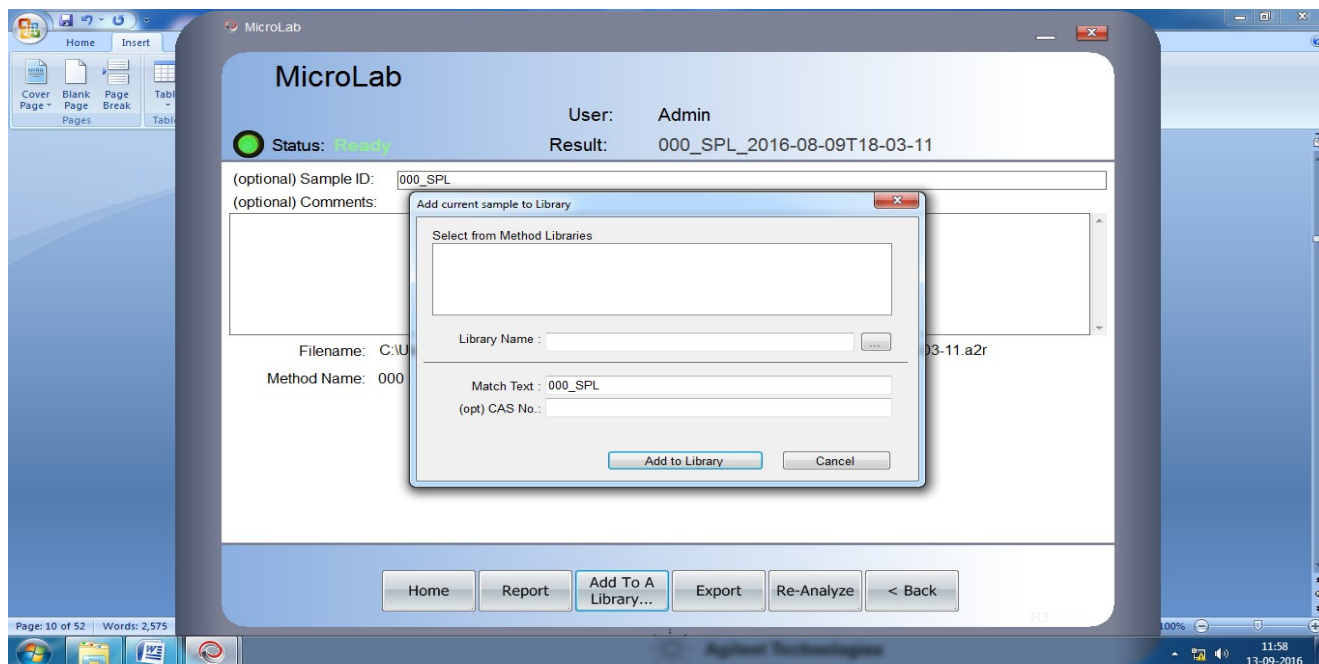 MicroLab
Home
Insert
MicroLab
Cover Page
Blank Page
Page Break
Pages
User: Admin
Status: Ready
Result: 000_SPL_2016-08-09T18-03-11
(optional) Sample ID: 000_SPL
(optional) Comments:
Add current sample to Library
Select from Method Libraries
Library Name :
...
Filename: C:\U
03-11.a2r
Method Name: 000
Match Text : 000_SPL
(opt) CAS No.:
Add to Library
Cancel
Home
Report
Add To A Library...
Export
Re-Analyze
< Back
Page: 10 of 52
Words: 2,575
100%
Agilent Technologies
11:58
13-09-2016